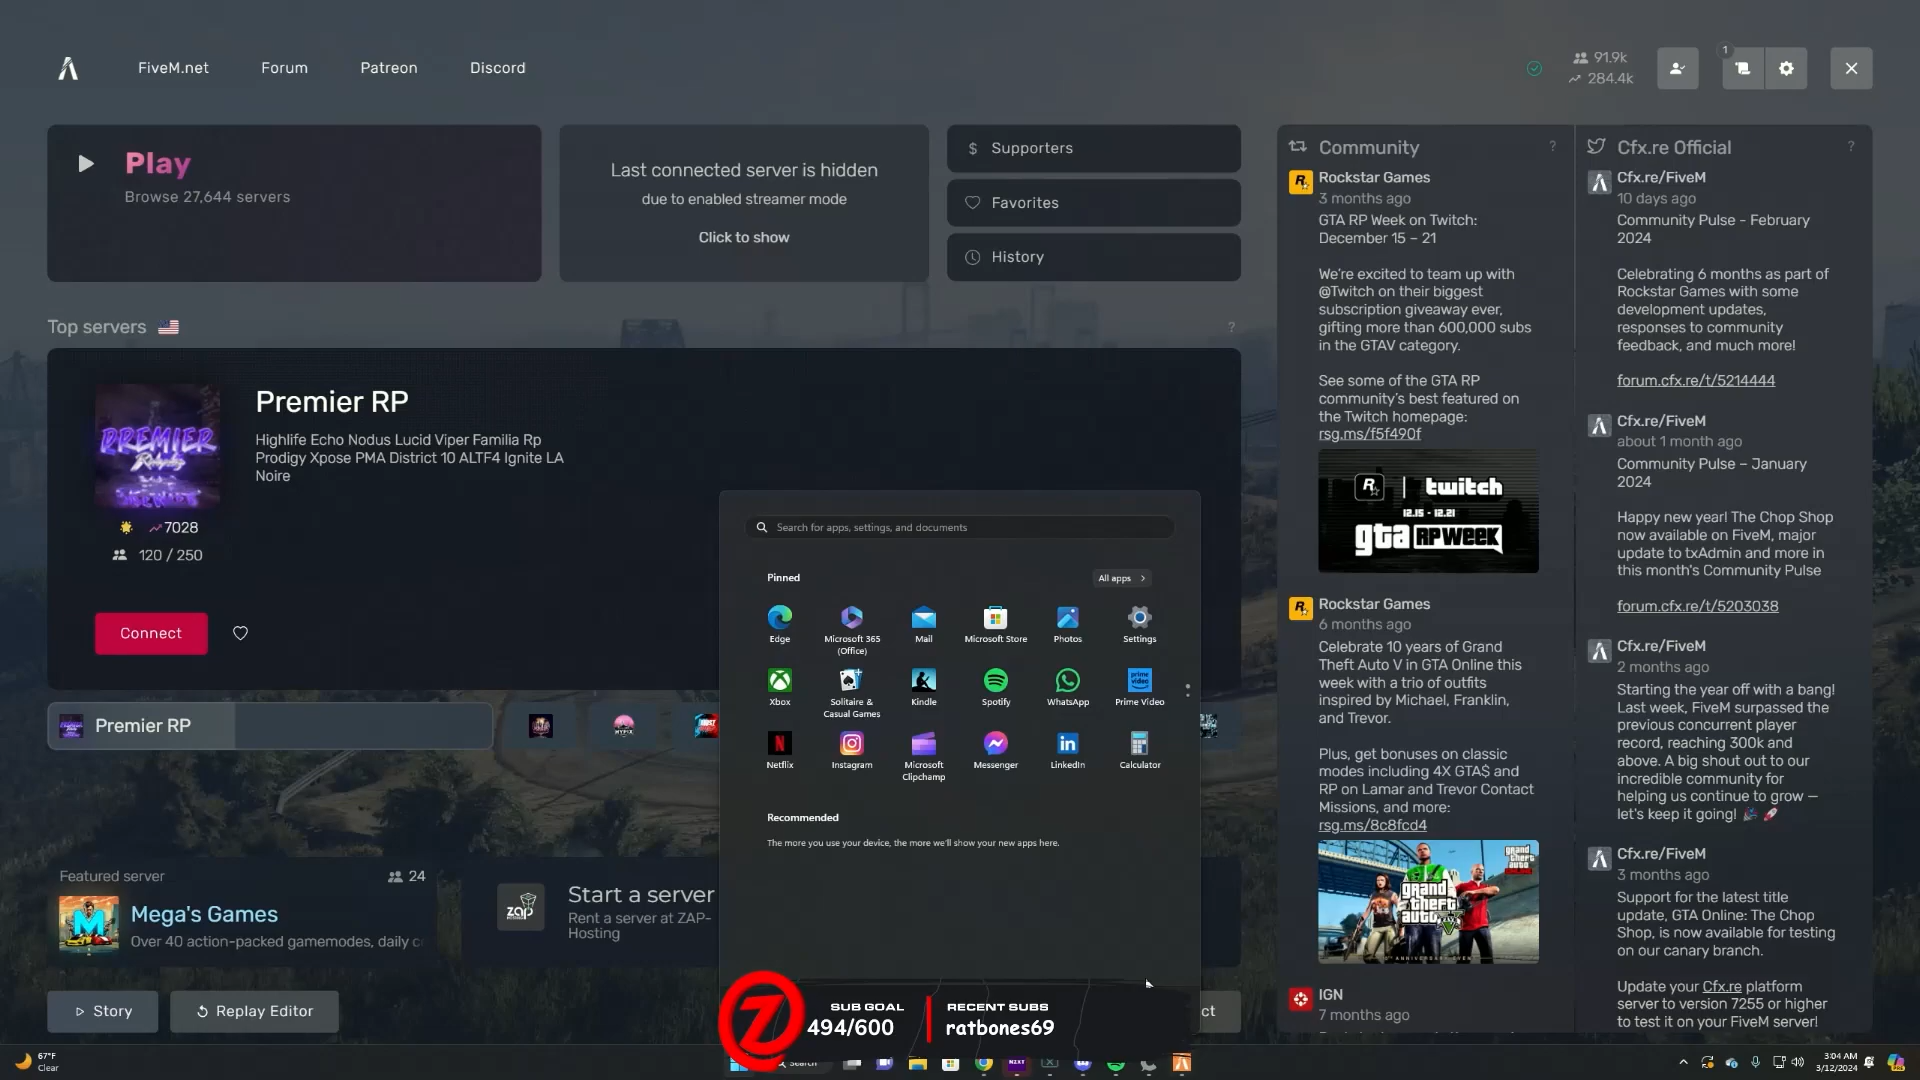 FiveM.net
Forum
Patreon
Discord
91.9k
284.4k
1
Play
Browse 27,644 servers
Last connected server is hidden
due to enabled streamer mode
Click to show
$ Supporters
Favorites
History
Top servers
?
PREMIER
Premier RP
Highlife Echo Nodus Lucid Viper Familia Rp
Prodigy Xpose PMA District 10 ALTF4 Ignite LA
Noire
7028
120 / 250
Connect
Premier RP
Featured server
24
Mega's Games
Over 40 action-packed gamemodes, daily c
zap
Start a server
Rent a server at ZAP-
Hosting
Story
Replay Editor
ct
Search for apps, settings, and documents
Pinned
All apps >
Edge
Microsoft 365
(Office)
Mail
Microsoft Store
Photos
Settings
Xbox
Solitaire &
Casual Games
Kindle
Spotify
WhatsApp
prime video
Prime Video
Netflix
Instagram
Microsoft
Clipchamp
Messenger
LinkedIn
Calculator
Recommended
The more you use your device, the more we'll show your new apps here.
SUB GOAL
494/600
RECENT SUBS
ratbones69
Community
?
Rockstar Games
3 months ago
GTA RP Week on Twitch:
December 15 – 21
We're excited to team up with
@Twitch on their biggest
subscription giveaway ever,
gifting more than 600,000 subs
in the GTAV category.
See some of the GTA RP
community's best featured on
the Twitch homepage:
rsg.ms/f5f490f
R | twitch
12.15 - 12.21
gta RP WEEK
Rockstar Games
6 months ago
Celebrate 10 years of Grand
Theft Auto V in GTA Online this
week with a trio of outfits
inspired by Michael, Franklin,
and Trevor.
Plus, get bonuses on classic
modes including 4X GTA$ and
RP on Lamar and Trevor Contact
Missions, and more:
rsg.ms/8c8fcd4
grand theft auto V
grand theft auto online
IGN
7 months ago
Cfx.re Official
?
Cfx.re/FiveM
10 days ago
Community Pulse - February
2024
Celebrating 6 months as part of
Rockstar Games with some
development updates,
responses to community
feedback, and much more!
forum.cfx.re/t/5214444
Cfx.re/FiveM
about 1 month ago
Community Pulse – January
2024
Happy new year! The Chop Shop
now available on FiveM, major
update to txAdmin and more in
this month's Community Pulse
forum.cfx.re/t/5203038
Cfx.re/FiveM
2 months ago
Starting the year off with a bang!
Last week, FiveM surpassed the
previous concurrent player
record, reaching 300k and
above. A big shout out to our
incredible community for
helping us continue to grow —
let's keep it going!
Cfx.re/FiveM
3 months ago
Support for the latest title
update, GTA Online: The Chop
Shop, is now available for testing
on our canary branch.
Update your Cfx.re platform
server to version 7255 or higher
to test it on your FiveM server!
67°F
Clear
Search
NZXT
3:04 AM
3/12/2024